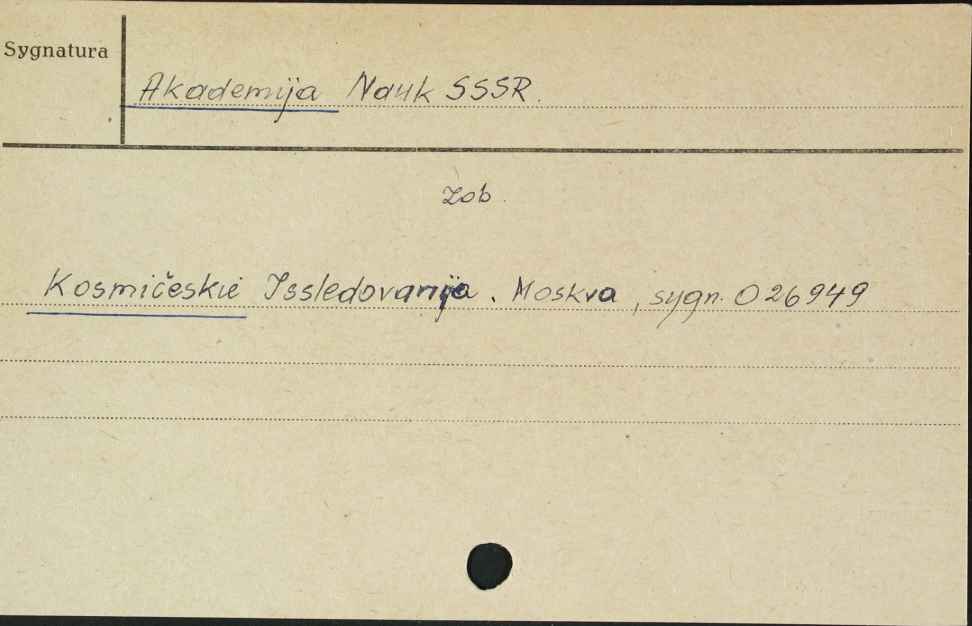 Sygnatura
Akademija Nauk SSSR.
zob.
Kosmičeskie Issledovanija. Moskva, sygn. 026949